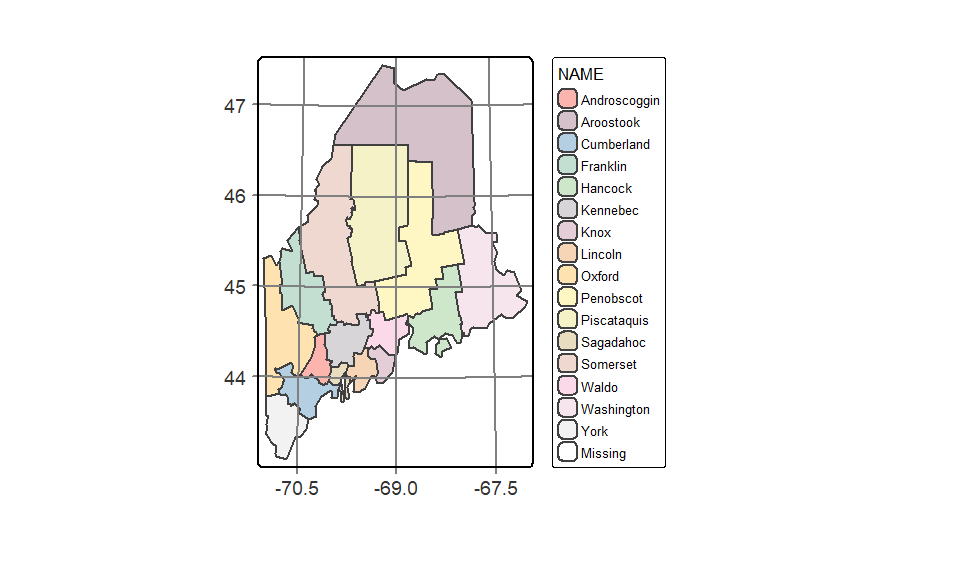 47
46
45
44
-70.5 -69.0 -67.5
NAME
Androscoggin
Aroostook
Cumberland
Franklin
Hancock
Kennebec
Knox
Lincoln
Oxford
Penobscot
Piscataquis
Sagadahoc
Somerset
Waldo
Washington
York
Missing